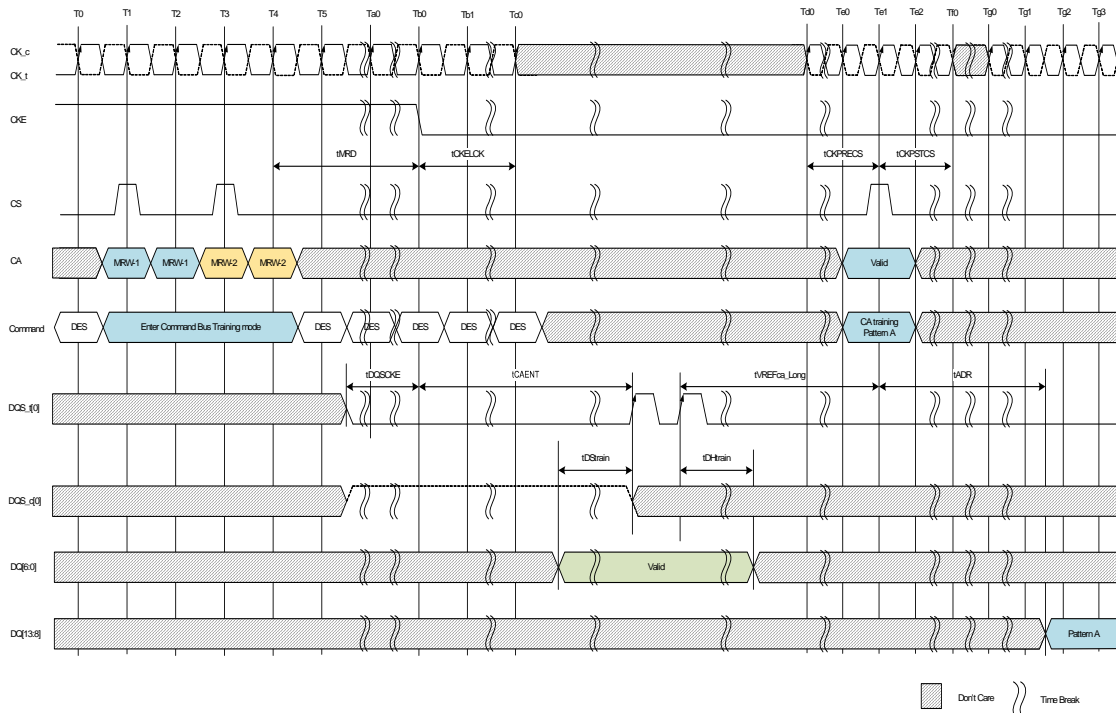 T0 T1 T2 T3 T4 T5 Ta0 Tb0 Tb1 Tc0 Td0 Te0 Te1 Te2 Tf0 Tg0 Tg1 Tg2 Tg3
CK_c
CK_t
CKE
tMRD tCKELCK tCKPRECS tCKPSTCS
CS
CA MRW-1 MRW-1 MRW-2 MRW-2 Valid
Command DES Enter Command Bus Training mode DES DES DES DES DES CA training
Pattern A
tDQSCKE tCAENT tVREFca_Long tADR
DQS_t[0]
tDStrain tDHtrain
DQS_c[0]
DQ[6:0] Valid
DQ[13:8] Pattern A
Don't Care Time Break